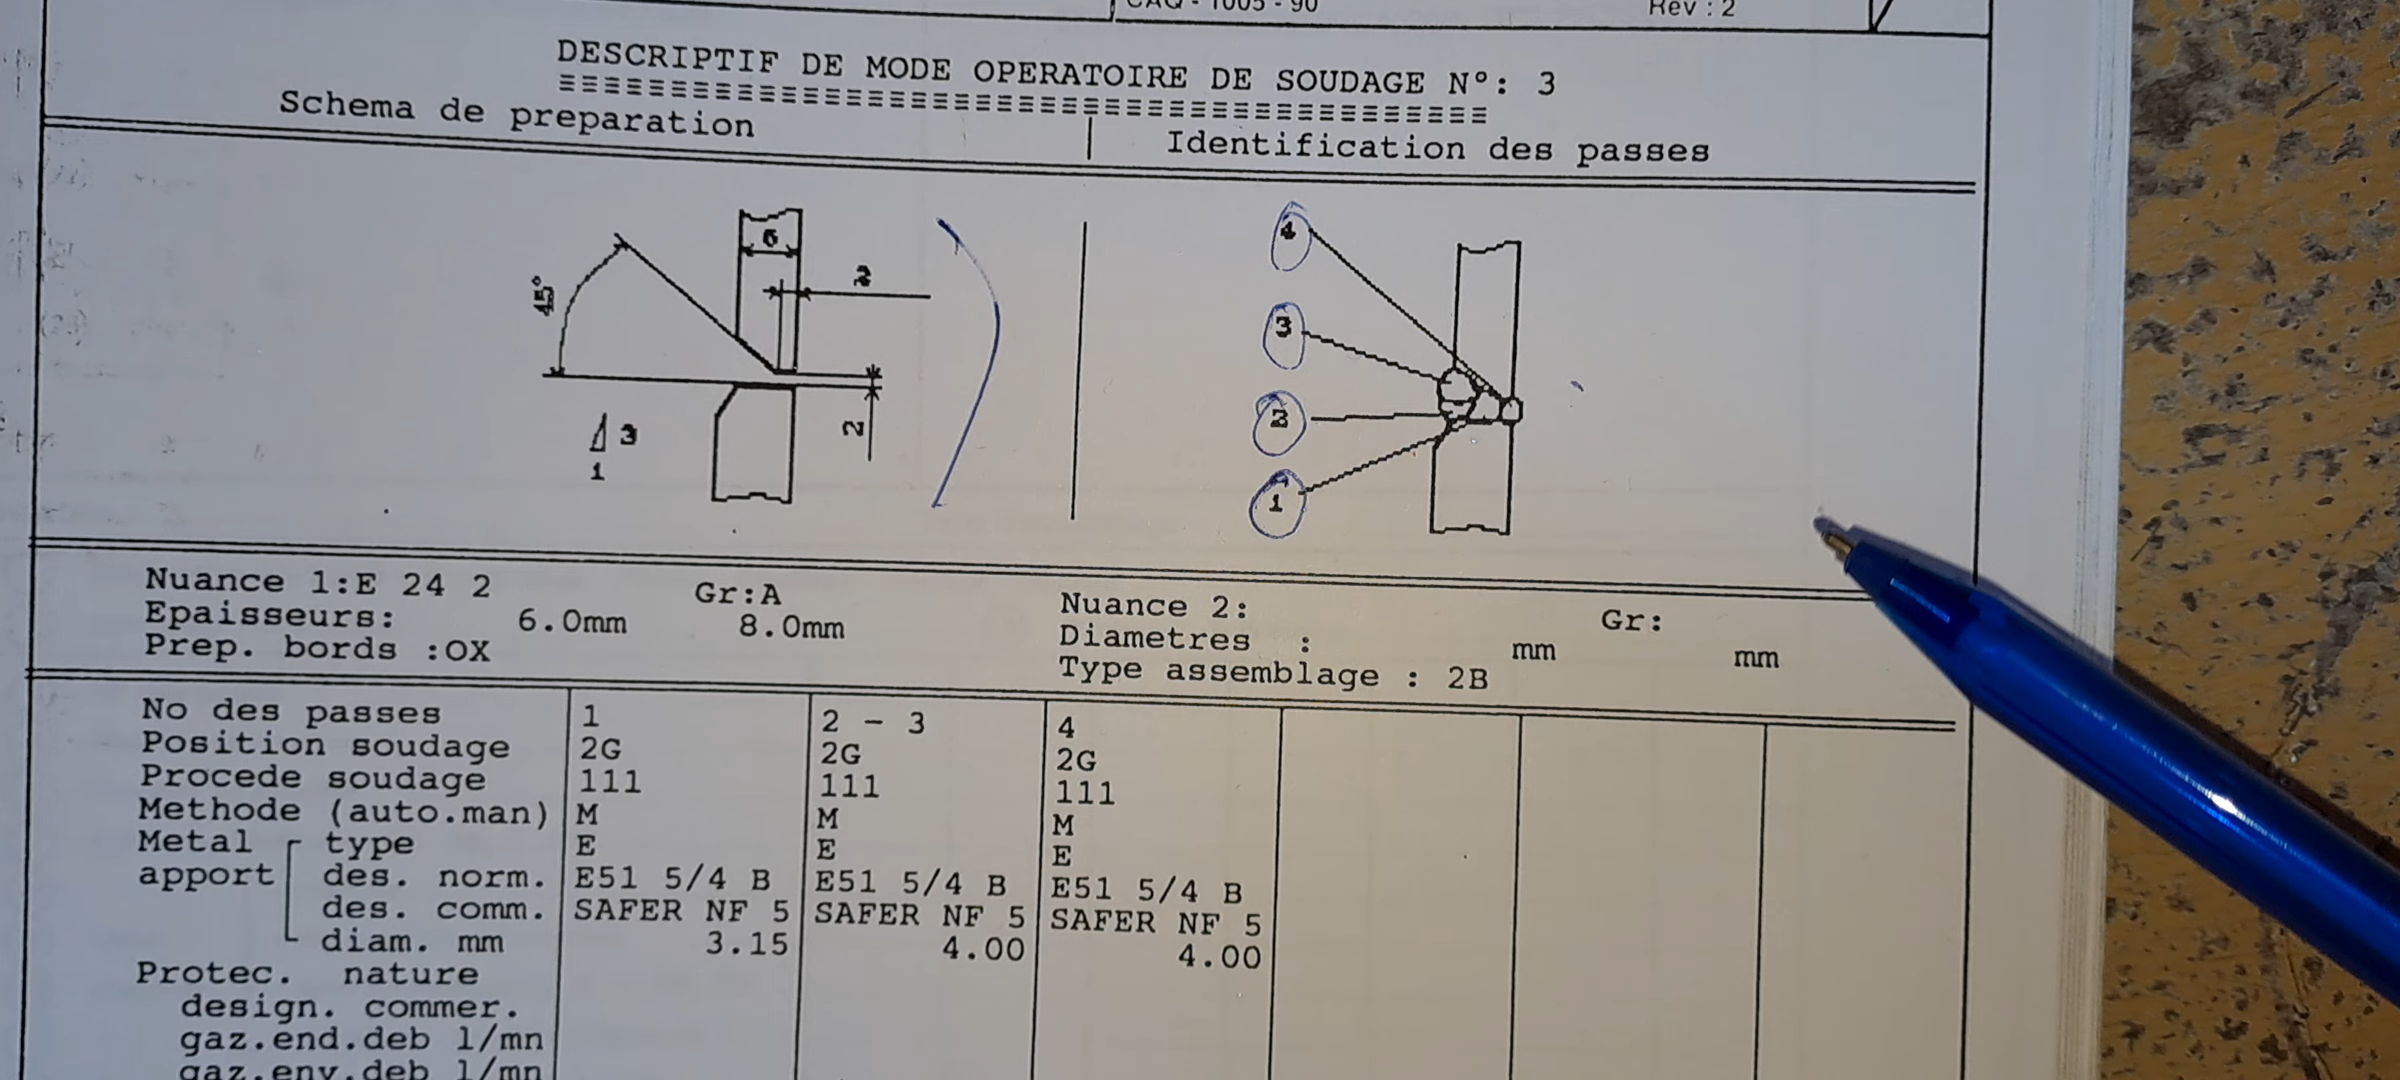 CAQ - 1005 - 90 Rev : 2
DESCRIPTIF DE MODE OPERATOIRE DE SOUDAGE N°: 3
Schema de preparation
Identification des passes
6
2
45°
2
3
1
4
3
2
1
Nuance 1:E 24 2 Gr:A
Epaisseurs: 6.0mm 8.0mm
Prep. bords :OX
Nuance 2: Gr:
Diametres : mm mm
Type assemblage : 2B
No des passes 1 2 - 3 4
Position soudage 2G 2G 2G
Procede soudage 111 111 111
Methode (auto.man) M M M
Metal type E E E
apport des. norm. E51 5/4 B E51 5/4 B E51 5/4 B
des. comm. SAFER NF 5 SAFER NF 5 SAFER NF 5
diam. mm 3.15 4.00 4.00
Protec. nature
design. commer.
gaz.end.deb l/mn
gaz.env.deb l/mn